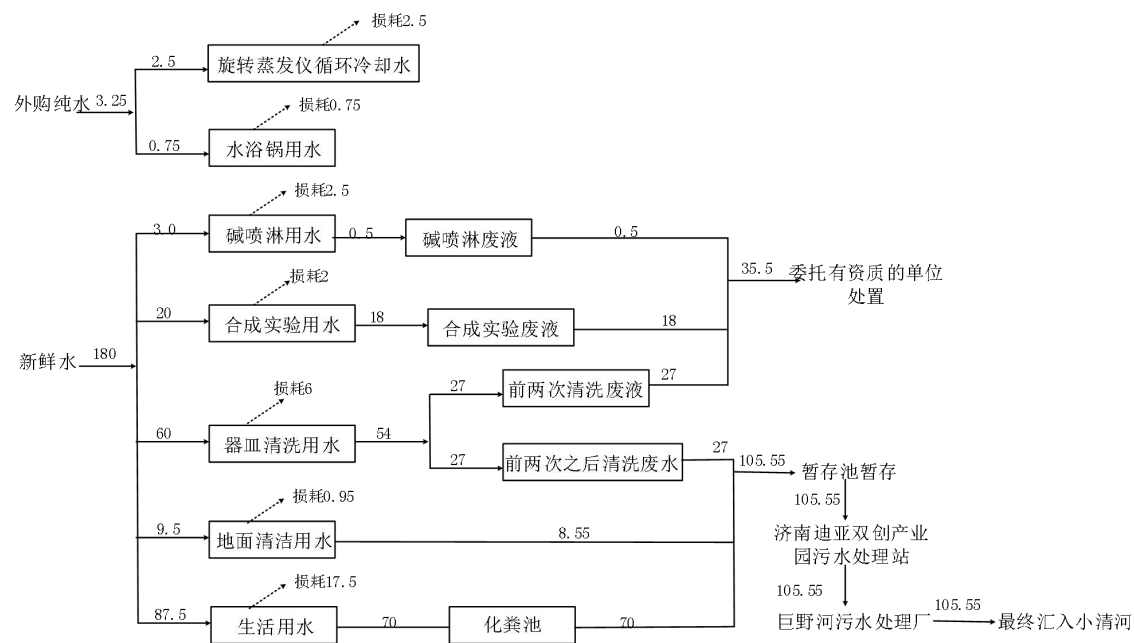 损耗2.5
2.5
旋转蒸发仪循环冷却水
外购纯水 3.25
损耗0.75
0.75
水浴锅用水
损耗2.5
3.0
碱喷淋用水
0.5
碱喷淋废液
0.5
35.5
委托有资质的单位
处置
损耗2
20
合成实验用水
18
合成实验废液
18
新鲜水
180
损耗6
60
器皿清洗用水
54
27
前两次清洗废液
27
27
前两次之后清洗废水
27
105.55
暂存池暂存
105.55
损耗0.95
9.5
地面清洁用水
8.55
济南迪亚双创产业
园污水处理站
105.55
损耗17.5
87.5
生活用水
70
化粪池
70
巨野河污水处理厂
105.55
最终汇入小清河